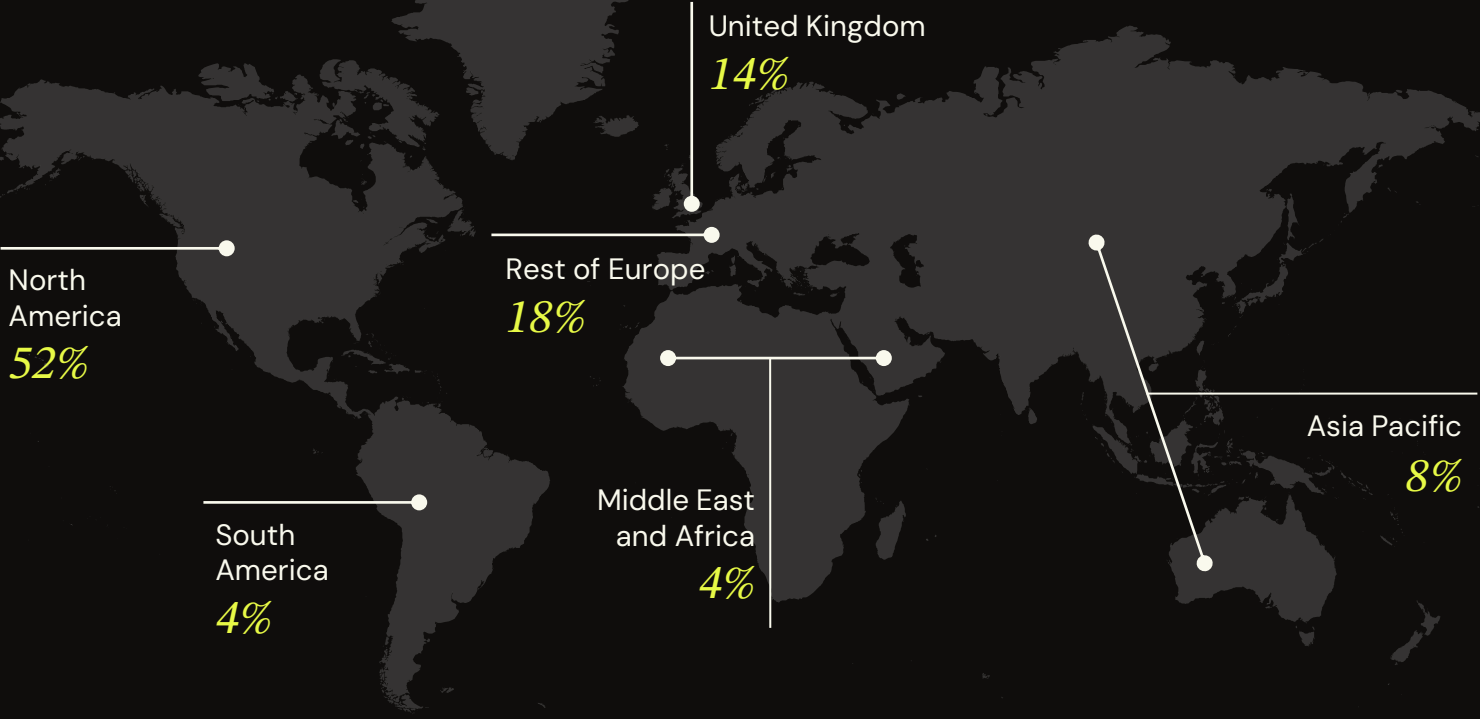 United Kingdom
14%
North
America
52%
Rest of Europe
18%
Asia Pacific
8%
South
America
4%
Middle East
and Africa
4%